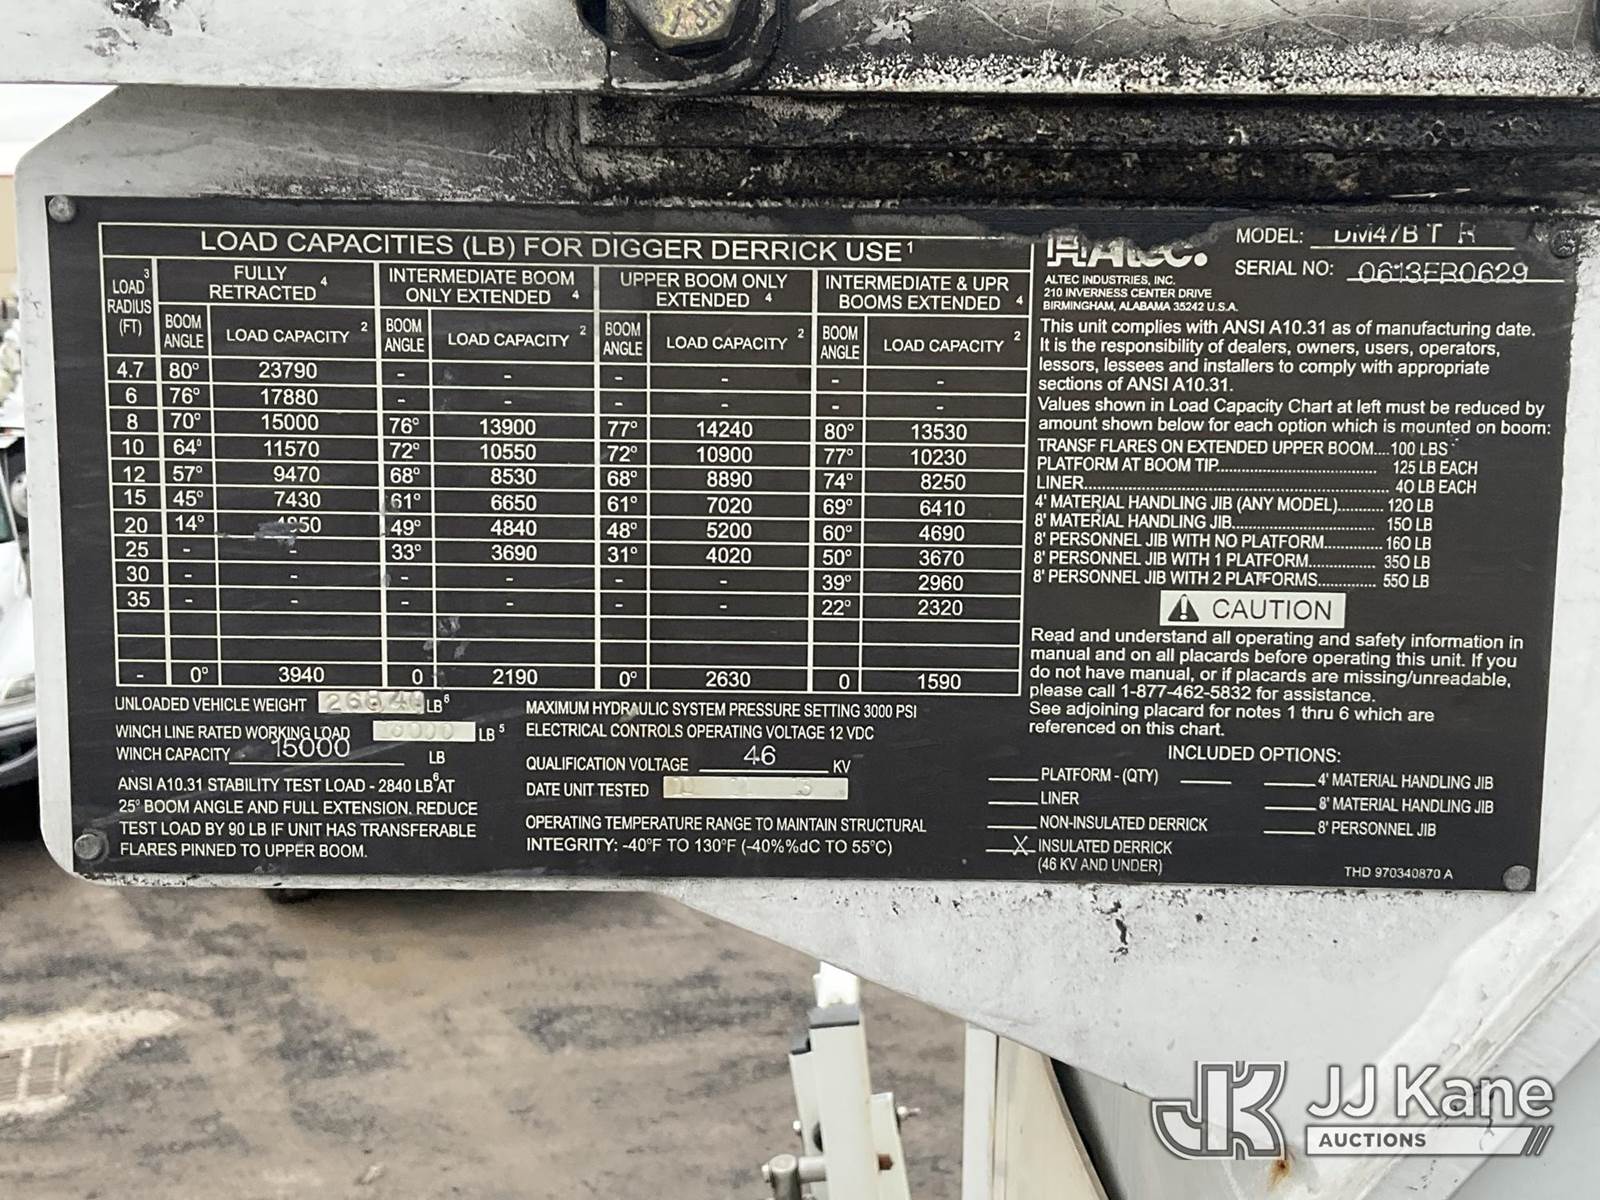 LOAD CAPACITIES (LB) FOR DIGGER DERRICK USE 1
LOAD 3 RADIUS (FT) FULLY RETRACTED 4 INTERMEDIATE BOOM ONLY EXTENDED 4 UPPER BOOM ONLY EXTENDED 4 INTERMEDIATE & UPR BOOMS EXTENDED 4
BOOM ANGLE LOAD CAPACITY 2 BOOM ANGLE LOAD CAPACITY 2 BOOM ANGLE LOAD CAPACITY 2 BOOM ANGLE LOAD CAPACITY 2
4.7 80° 23790 - - - - - -
6 76° 17880 - - - - - -
8 70° 15000 76° 13900 77° 14240 80° 13530
10 64° 11570 72° 10550 72° 10900 77° 10230
12 57° 9470 68° 8530 68° 8890 74° 8250
15 45° 7430 61° 6650 61° 7020 69° 6410
20 14° 49° 4840 48° 5200 60° 4690
25 - - 33° 3690 31° 4020 50° 3670
30 - - - - - - 39° 2960
35 - - - - - - 22° 2320
- 0° 3940 0 2190 0° 2630 0 1590
UNLOADED VEHICLE WEIGHT LB 6
WINCH LINE RATED WORKING LOAD LB 5
WINCH CAPACITY 15000 LB
ANSI A10.31 STABILITY TEST LOAD - 2840 LB 6 AT
25° BOOM ANGLE AND FULL EXTENSION. REDUCE
TEST LOAD BY 90 LB IF UNIT HAS TRANSFERABLE
FLARES PINNED TO UPPER BOOM.
MAXIMUM HYDRAULIC SYSTEM PRESSURE SETTING 3000 PSI
ELECTRICAL CONTROLS OPERATING VOLTAGE 12 VDC
QUALIFICATION VOLTAGE 46 KV
DATE UNIT TESTED
OPERATING TEMPERATURE RANGE TO MAINTAIN STRUCTURAL
INTEGRITY: -40°F TO 130°F (-40%%dC TO 55°C)
Altec.
MODEL: DM47B T R
SERIAL NO: 0613FR0629
ALTEC INDUSTRIES, INC.
210 INVERNESS CENTER DRIVE
BIRMINGHAM, ALABAMA 35242 U.S.A.
This unit complies with ANSI A10.31 as of manufacturing date.
It is the responsibility of dealers, owners, users, operators,
lessors, lessees and installers to comply with appropriate
sections of ANSI A10.31.
Values shown in Load Capacity Chart at left must be reduced by
amount shown below for each option which is mounted on boom:
TRANSF FLARES ON EXTENDED UPPER BOOM....100 LBS
PLATFORM AT BOOM TIP.................................... 125 LB EACH
LINER.................................................................... 40 LB EACH
4' MATERIAL HANDLING JIB (ANY MODEL)........... 120 LB
8' MATERIAL HANDLING JIB................................. 150 LB
8' PERSONNEL JIB WITH NO PLATFORM.............. 160 LB
8' PERSONNEL JIB WITH 1 PLATFORM................ 350 LB
8' PERSONNEL JIB WITH 2 PLATFORMS.............. 550 LB
CAUTION
Read and understand all operating and safety information in
manual and on all placards before operating this unit. If you
do not have manual, or if placards are missing/unreadable,
please call 1-877-462-5832 for assistance.
See adjoining placard for notes 1 thru 6 which are
referenced on this chart.
INCLUDED OPTIONS:
PLATFORM - (QTY) 4' MATERIAL HANDLING JIB
LINER 8' MATERIAL HANDLING JIB
NON-INSULATED DERRICK 8' PERSONNEL JIB
X INSULATED DERRICK
(46 KV AND UNDER)
THD 970340870 A
JK JJ Kane
AUCTIONS